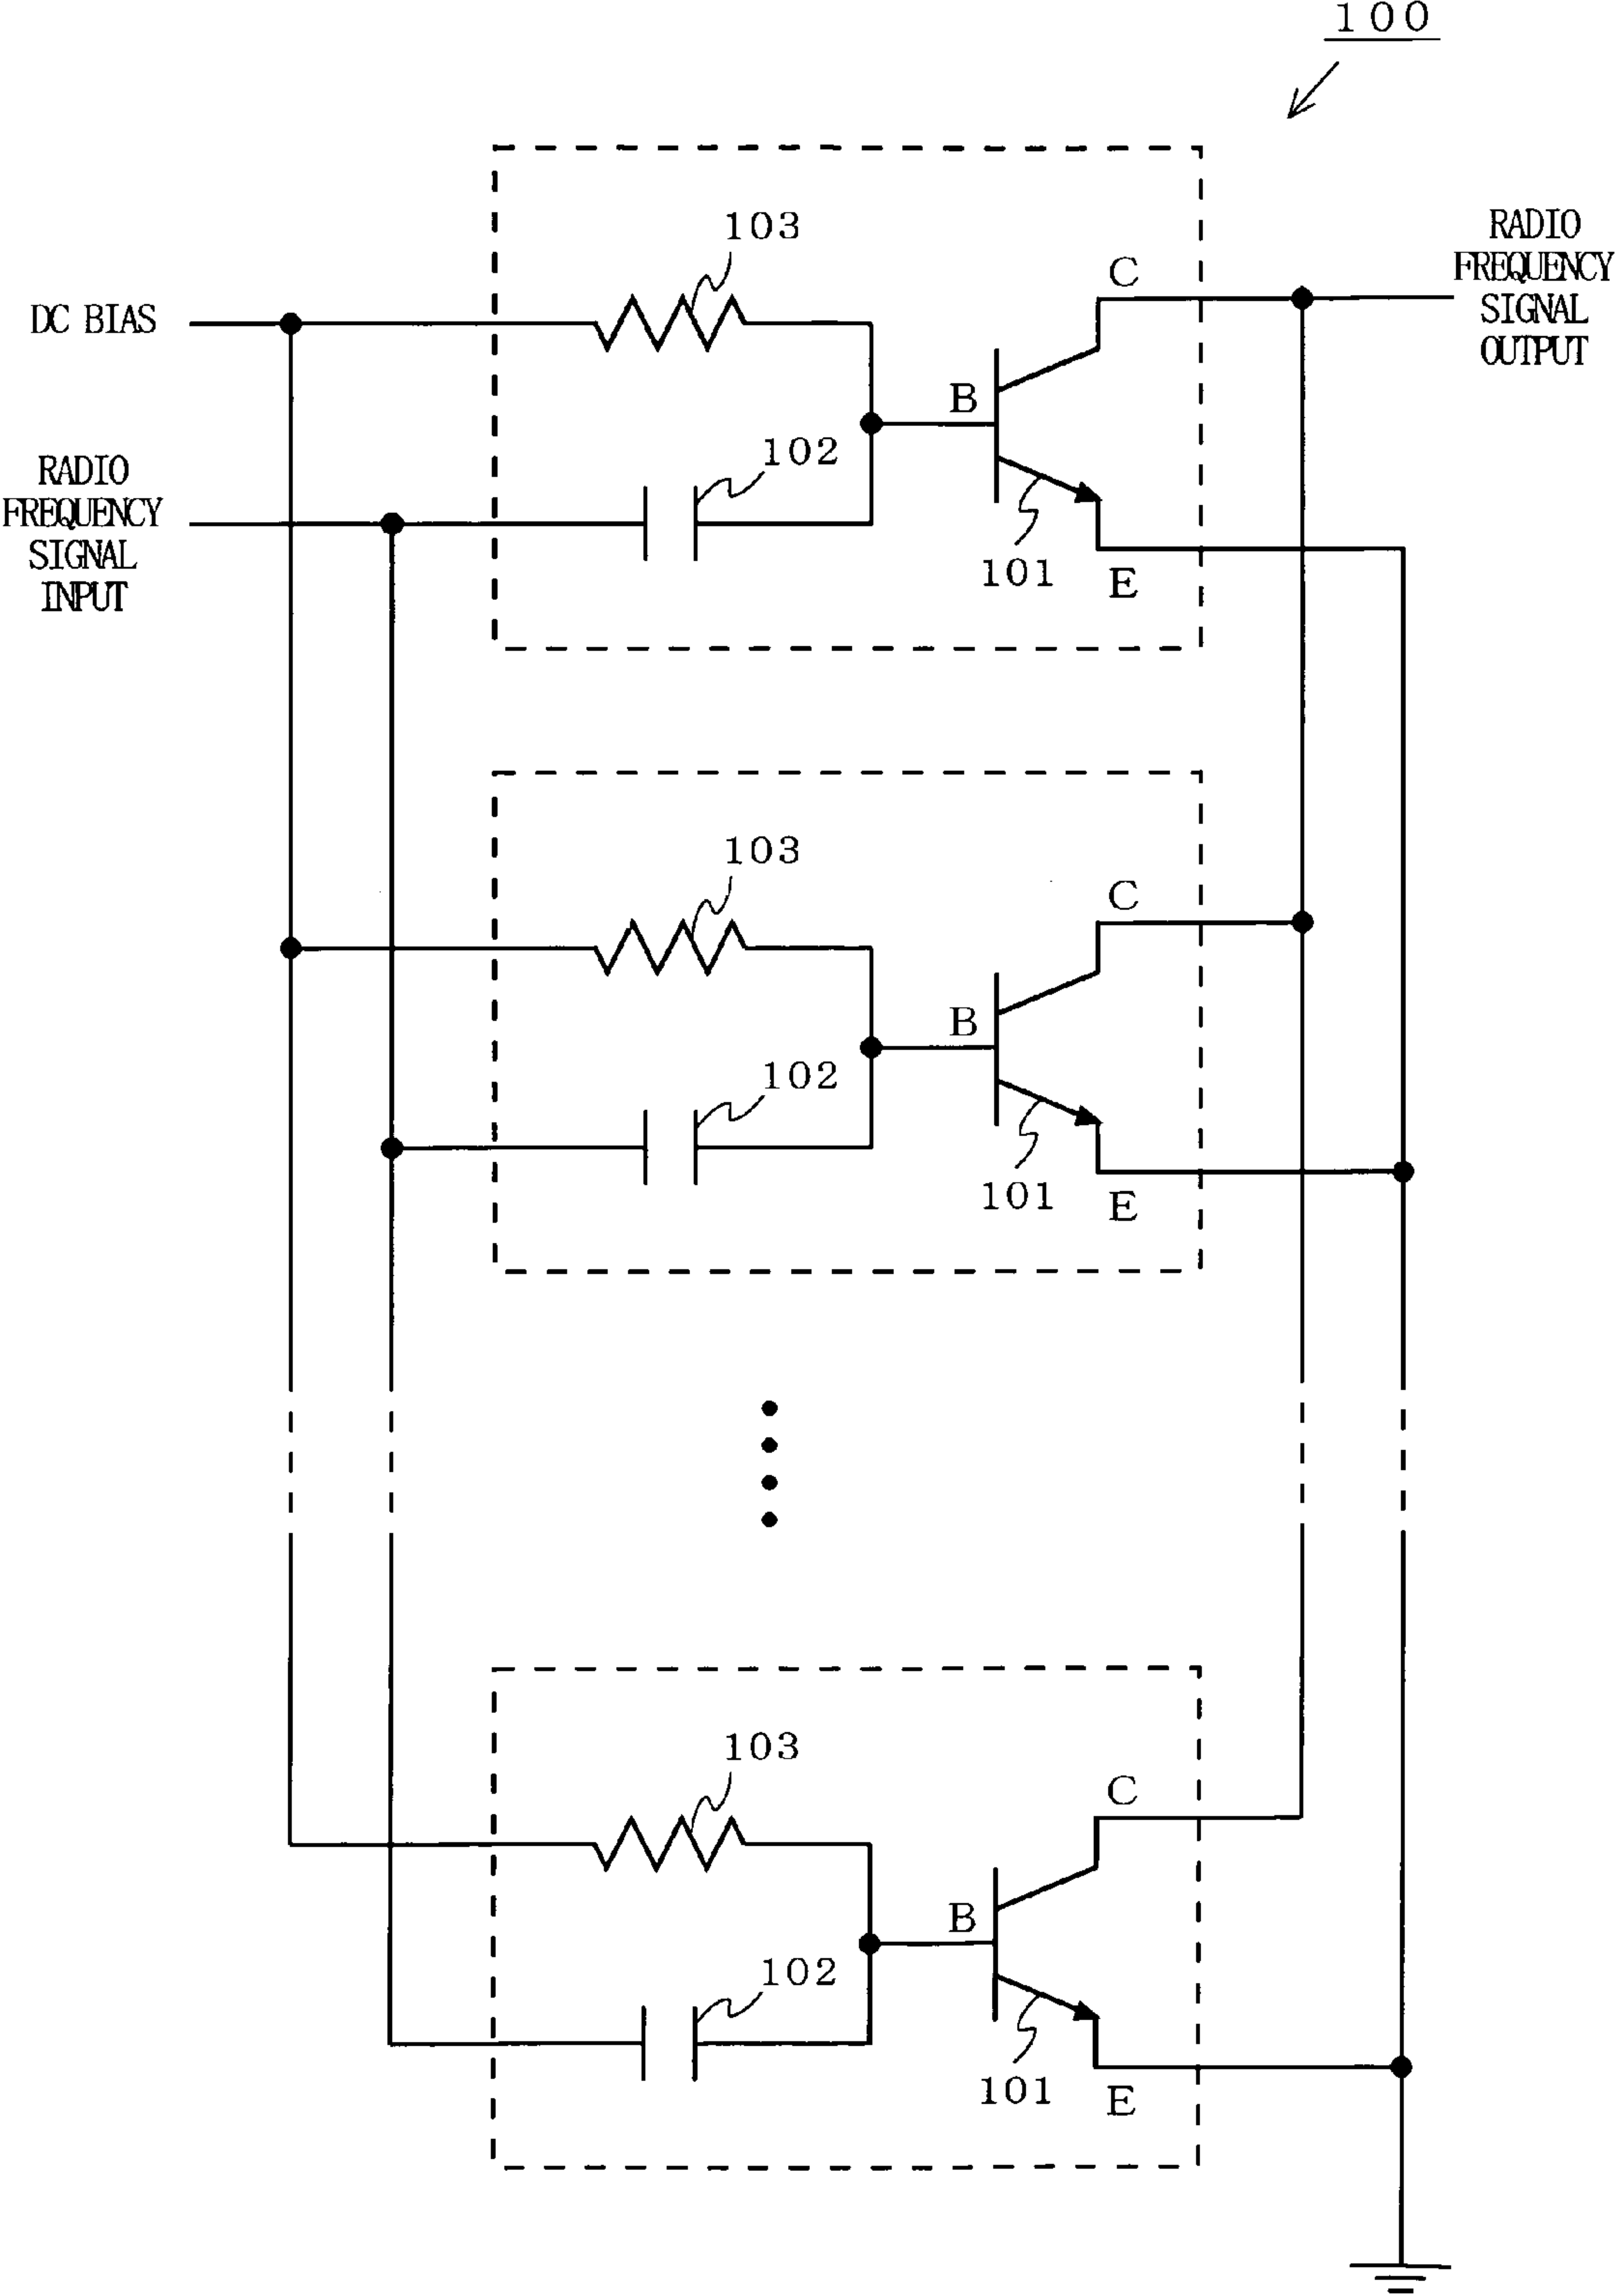 100
103
C
RADIO
FREQUENCY
SIGNAL
OUTPUT
DC BIAS
B
102
RADIO
FREQUENCY
SIGNAL
INPUT
101
E
103
C
B
102
101
E
103
C
B
102
101
E